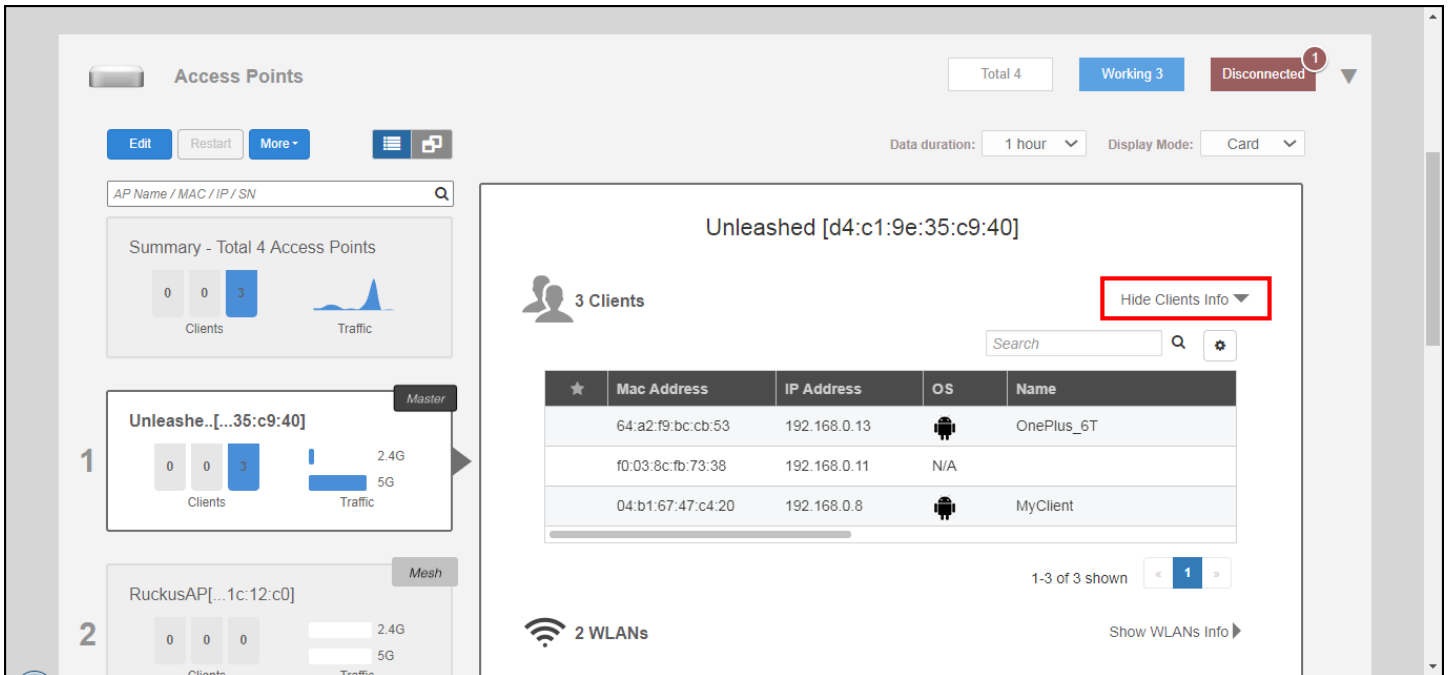 Access Points
Total 4
Working 3
Disconnected
1
Edit
Restart
More
Data duration:
1 hour
Display Mode:
Card
AP Name / MAC / IP / SN
Summary - Total 4 Access Points
0 0 3
Clients
Traffic
Master
Unleashe..[...35:c9:40]
1
0 0 3
2.4G
5G
Clients
Traffic
Mesh
RuckusAP[...1c:12:c0]
2
0 0 0
2.4G
5G
Clients
Traffic
Unleashed [d4:c1:9e:35:c9:40]
3 Clients
Hide Clients Info
Search
Mac Address IP Address OS Name
64:a2:f9:bc:cb:53 192.168.0.13 OnePlus_6T
f0:03:8c:fb:73:38 192.168.0.11 N/A
04:b1:67:47:c4:20 192.168.0.8 MyClient
1-3 of 3 shown
« 1 »
2 WLANs
Show WLANs Info